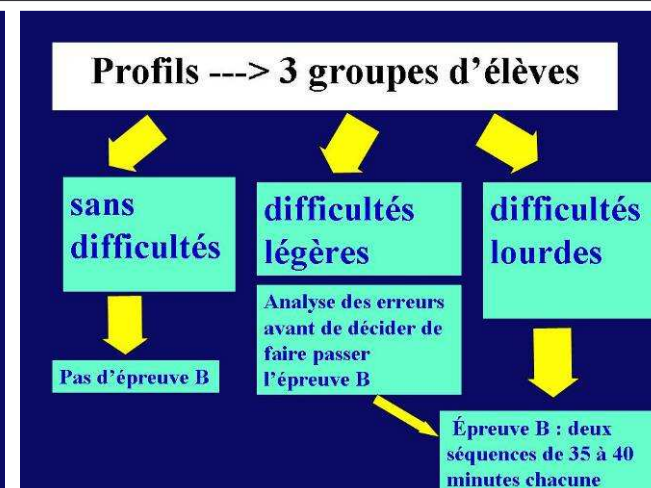 Profils ---> 3 groupes d’élèves
sans
difficultés
difficultés
légères
difficultés
lourdes
Analyse des erreurs
avant de décider de
faire passer
l’épreuve B
Pas d’épreuve B
Épreuve B : deux
séquences de 35 à 40
minutes chacune